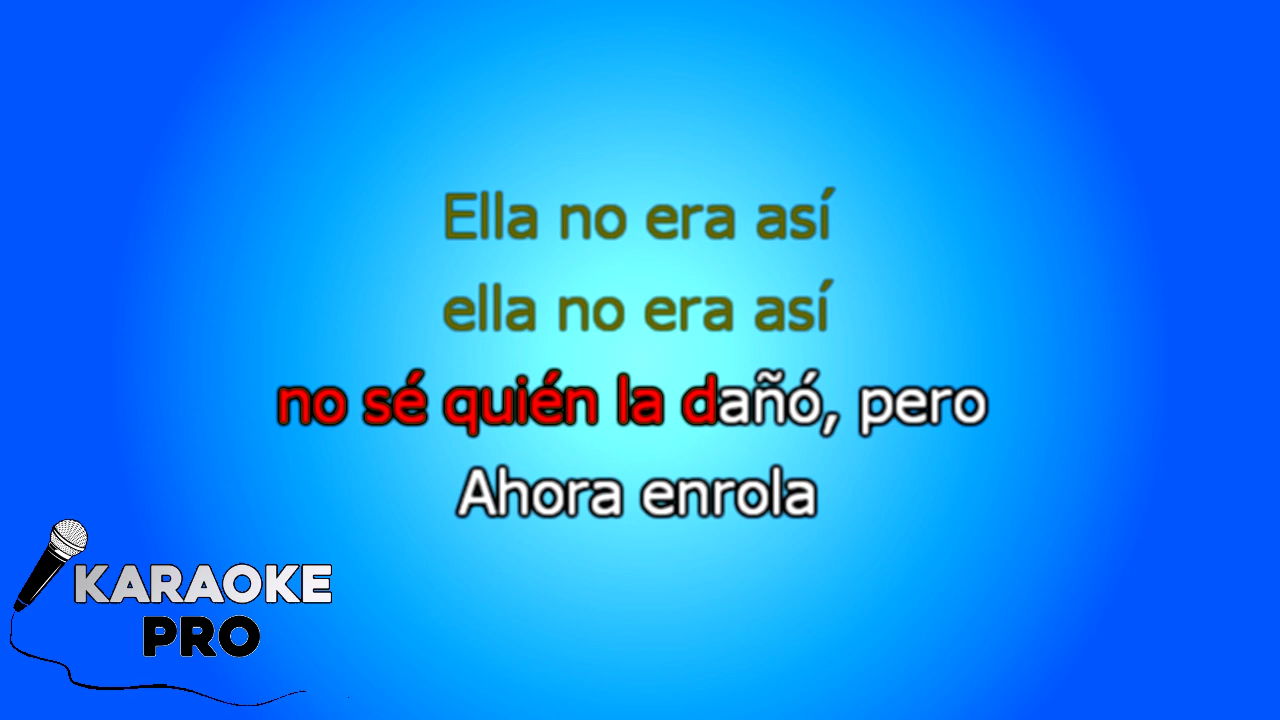 Ella no era así
ella no era así
no sé quién la dañó, pero
Ahora enrola
KARAOKE
PRO